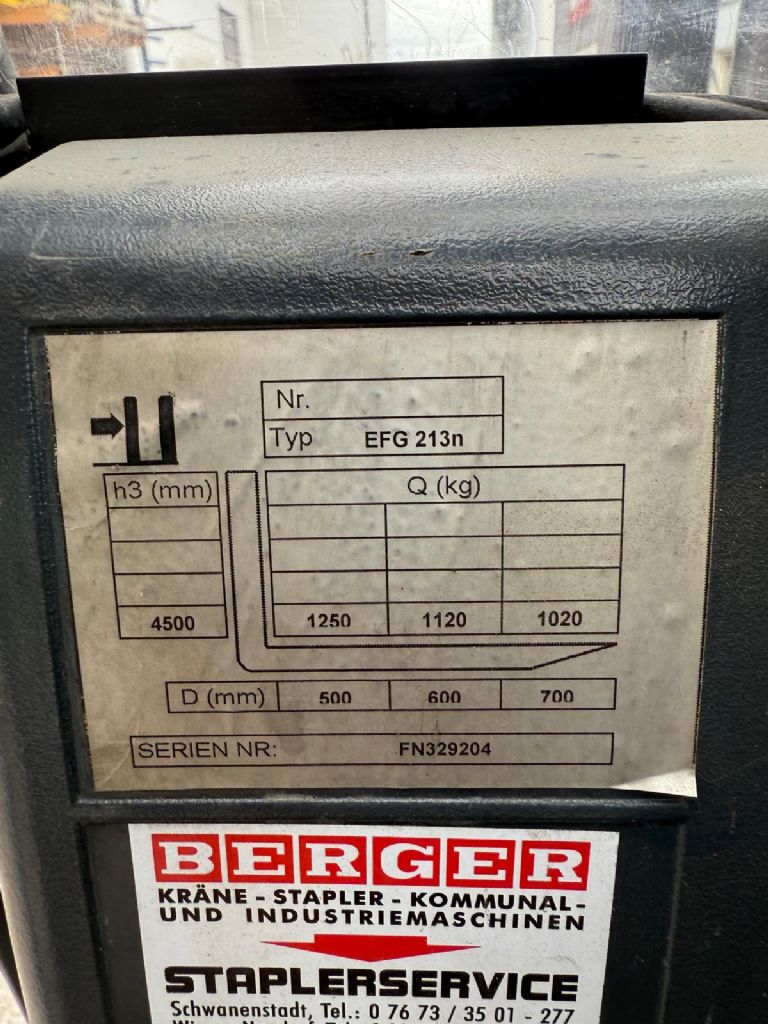 Nr.
Typ EFG 213n
h3 (mm) Q (kg)
4500 1250 1120 1020
D (mm) 500 600 700
SERIEN NR: FN329204
BERGER
KRÄNE - STAPLER - KOMMUNAL-
UND INDUSTRIEMASCHINEN
STAPLERSERVICE
Schwanenstadt, Tel.: 0 76 73 / 35 01 - 277